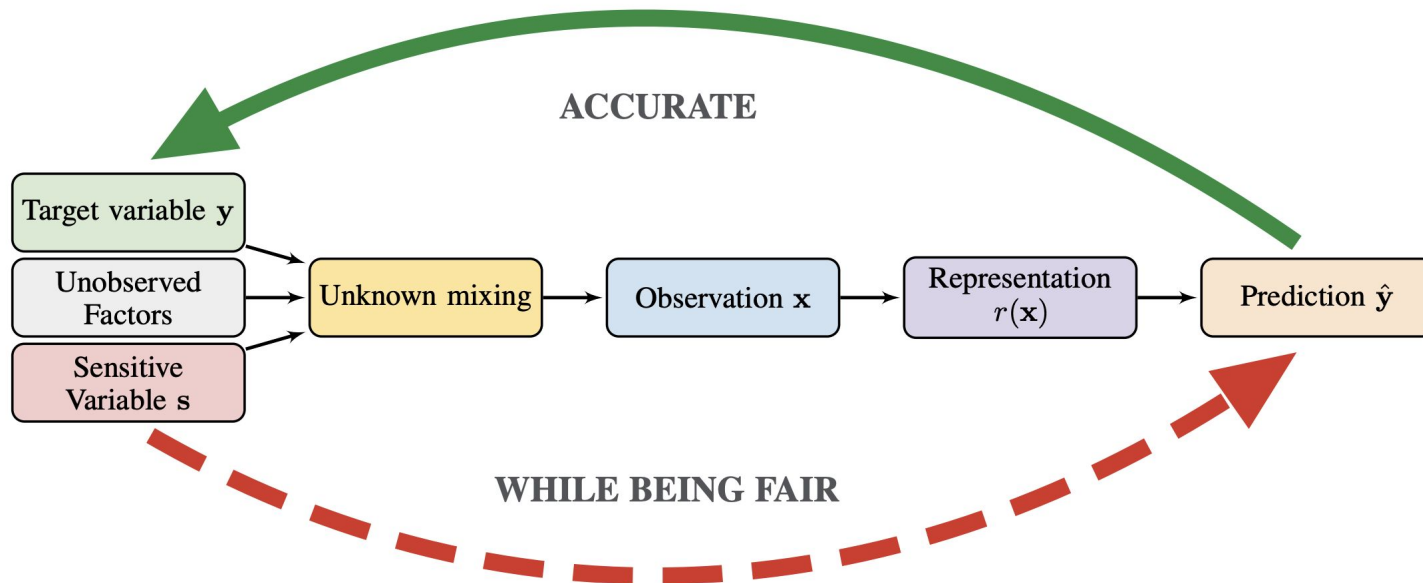 ACCURATE
Target variable y
Unobserved
Factors
Sensitive
Variable s
Unknown mixing
Observation x
Representation
r(x)
Prediction ŷ
WHILE BEING FAIR